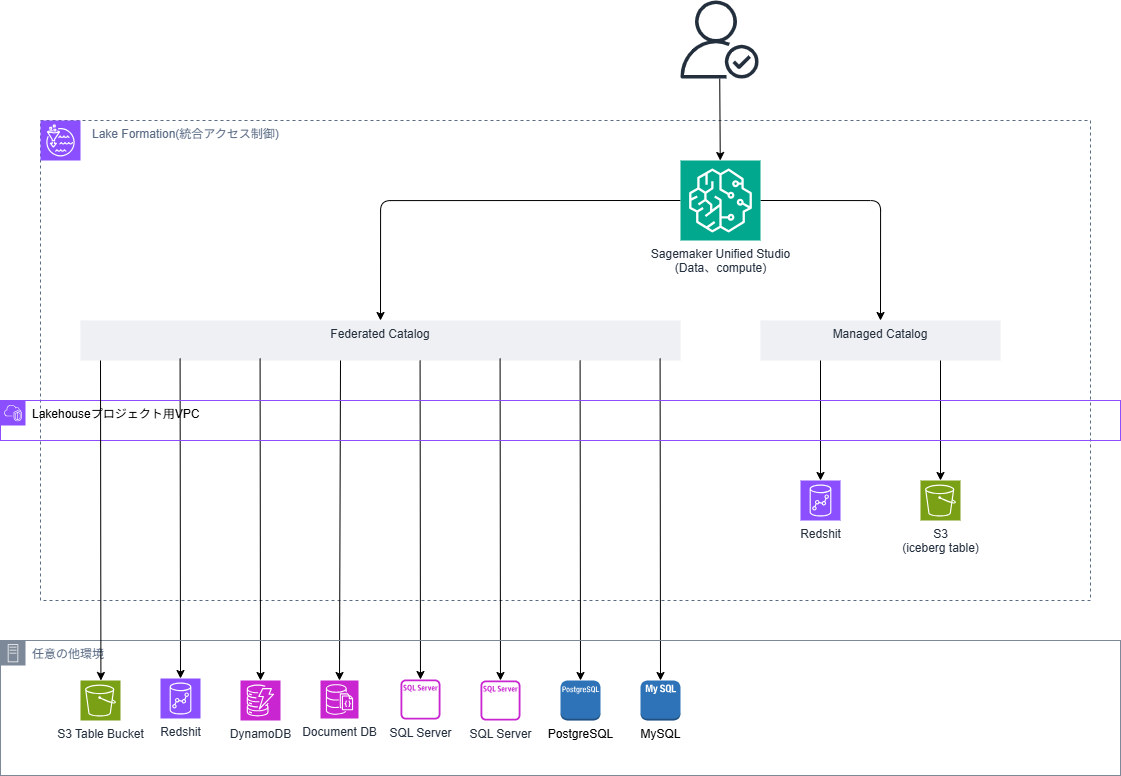 Lake Formation(統合アクセス制御)
Sagemaker Unified Studio
(Data、compute)
Federated Catalog
Managed Catalog
Lakehouseプロジェクト用VPC
Redshit
S3
(iceberg table)
任意の他環境
SQL Server
SQL Server
PostgreSQL
My SQL
S3 Table Bucket
Redshit
DynamoDB
Document DB
SQL Server
SQL Server
PostgreSQL
MySQL